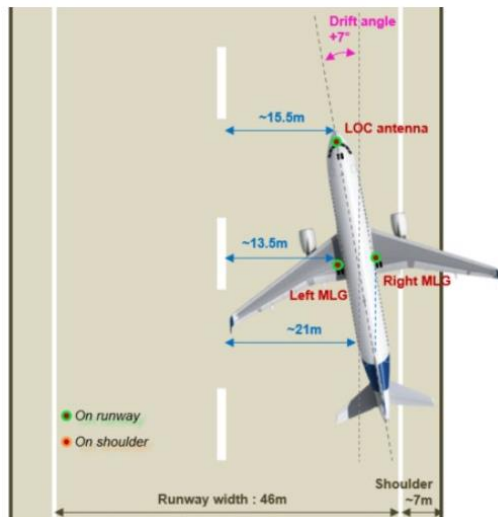 Drift angle
+7°
~15.5m
LOC antenna
~13.5m
Left MLG
Right MLG
~21m
On runway
On shoulder
Shoulder
~7m
Runway width : 46m